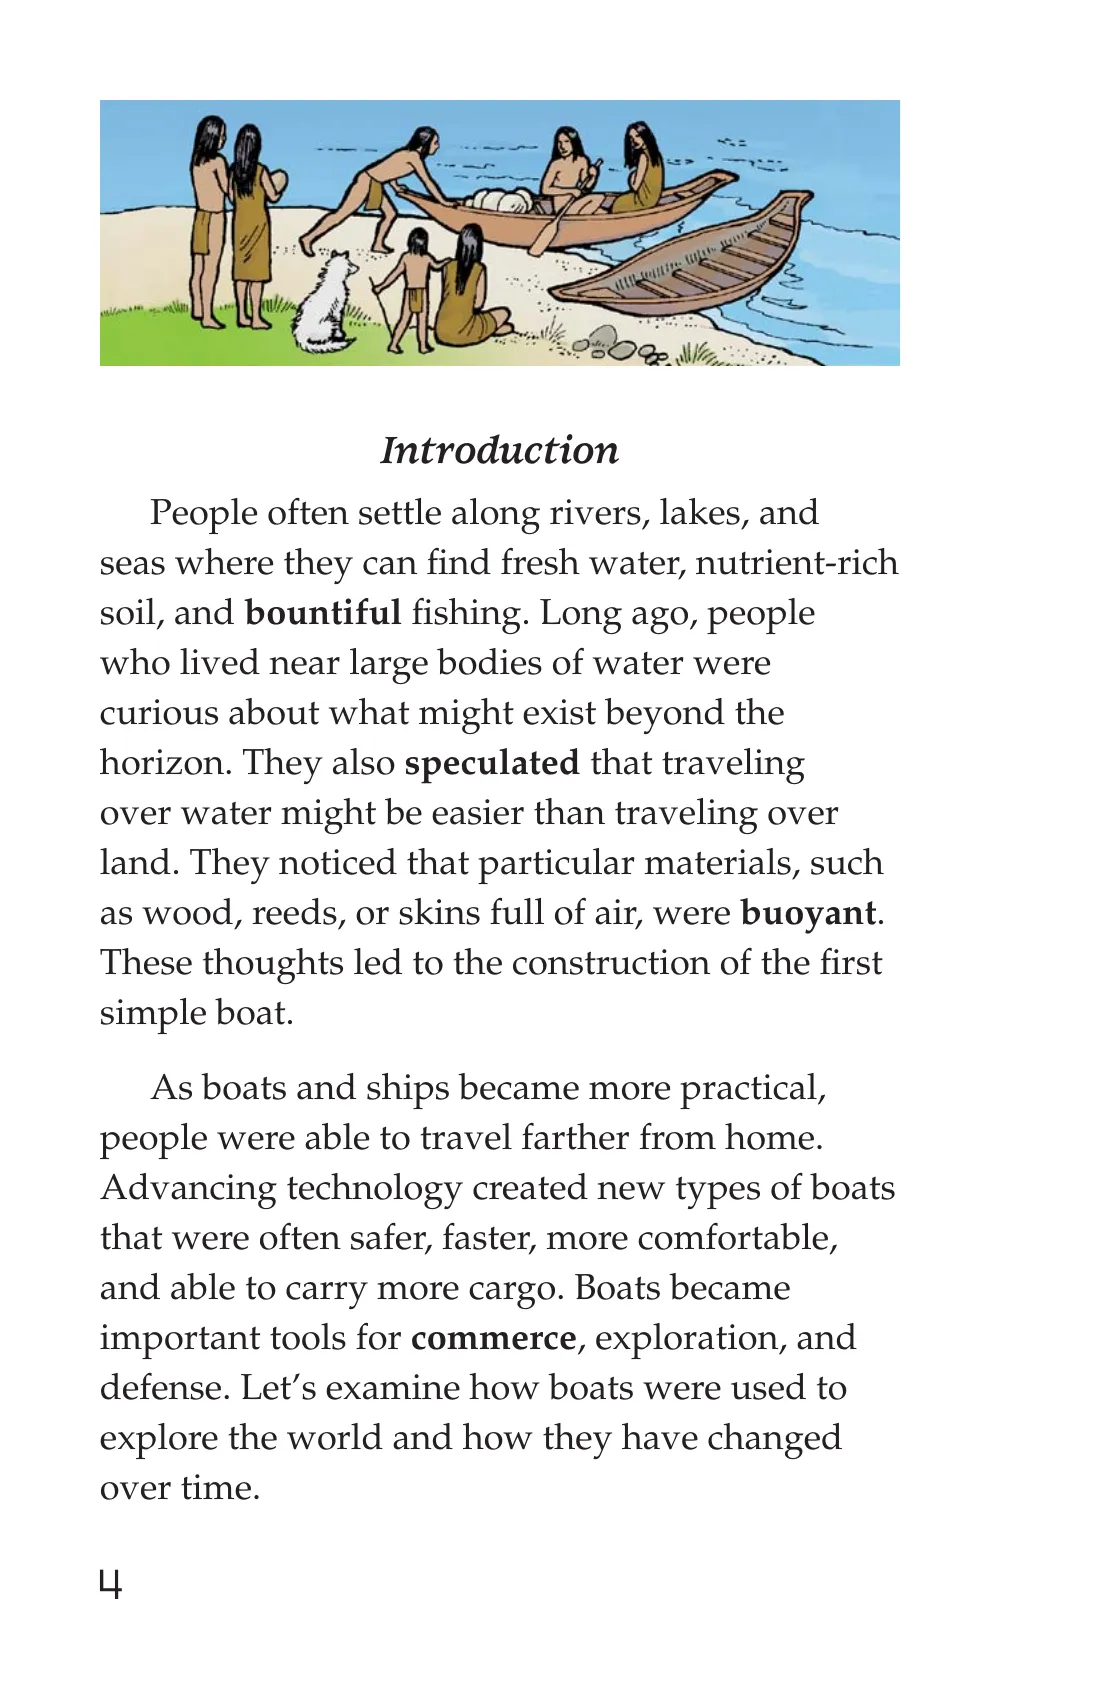 Introduction
People often settle along rivers, lakes, and
seas where they can find fresh water, nutrient-rich
soil, and bountiful fishing. Long ago, people
who lived near large bodies of water were
curious about what might exist beyond the
horizon. They also speculated that traveling
over water might be easier than traveling over
land. They noticed that particular materials, such
as wood, reeds, or skins full of air, were buoyant.
These thoughts led to the construction of the first
simple boat.
As boats and ships became more practical,
people were able to travel farther from home.
Advancing technology created new types of boats
that were often safer, faster, more comfortable,
and able to carry more cargo. Boats became
important tools for commerce, exploration, and
defense. Let’s examine how boats were used to
explore the world and how they have changed
over time.
4